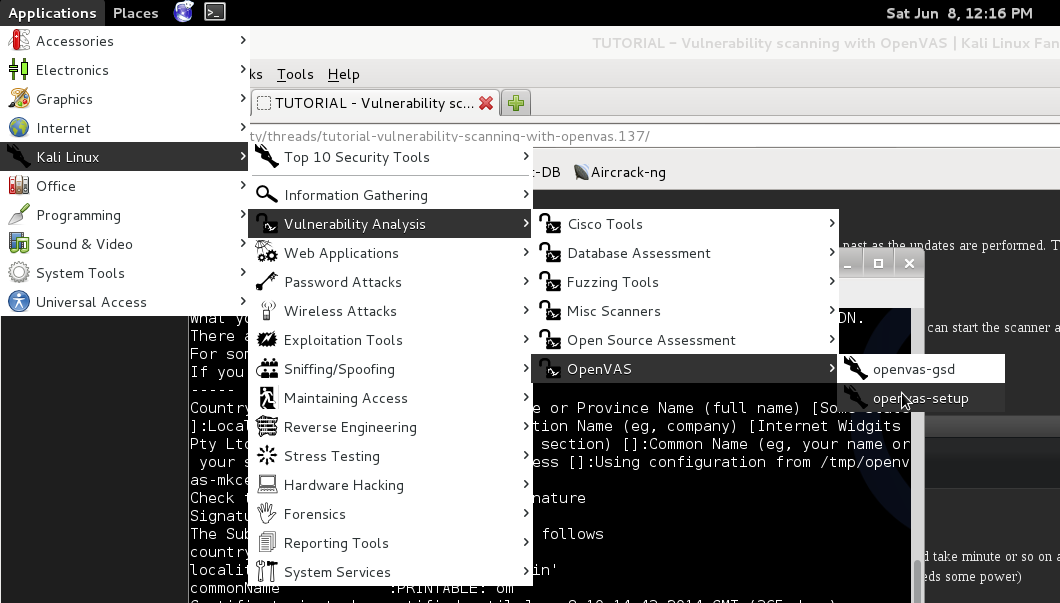 Applications Places Sat Jun 8, 12:16 PM
TUTORIAL - Vulnerability scanning with OpenVAS | Kali Linux Fan
Accessories
Electronics
Graphics
Internet
Kali Linux
Office
Programming
Sound & Video
System Tools
Universal Access
ks Tools Help
TUTORIAL - Vulnerability sc...
ty/threads/tutorial-vulnerability-scanning-with-openvas.137/
-DB Aircrack-ng
Top 10 Security Tools
Information Gathering
Vulnerability Analysis
Web Applications
Password Attacks
Wireless Attacks
Exploitation Tools
Sniffing/Spoofing
Maintaining Access
Reverse Engineering
Stress Testing
Hardware Hacking
Forensics
Reporting Tools
System Services
Cisco Tools
Database Assessment
Fuzzing Tools
Misc Scanners
Open Source Assessment
OpenVAS
openvas-gsd
openvas-setup
past as the updates are performed. T
can start the scanner a
d take minute or so on a
eds some power)
What yo DN.
There a
For som
If you
-----
Country e or Province Name (full name) [Some
]:Local tion Name (eg, company) [Internet Widgits
Pty Ltd section) []:Common Name (eg, your name or
your s ess []:Using configuration from /tmp/openv
as-mkce
Check nature
Signatu
The Sub follows
country
localit in'
commonName :PRINTABLE: om